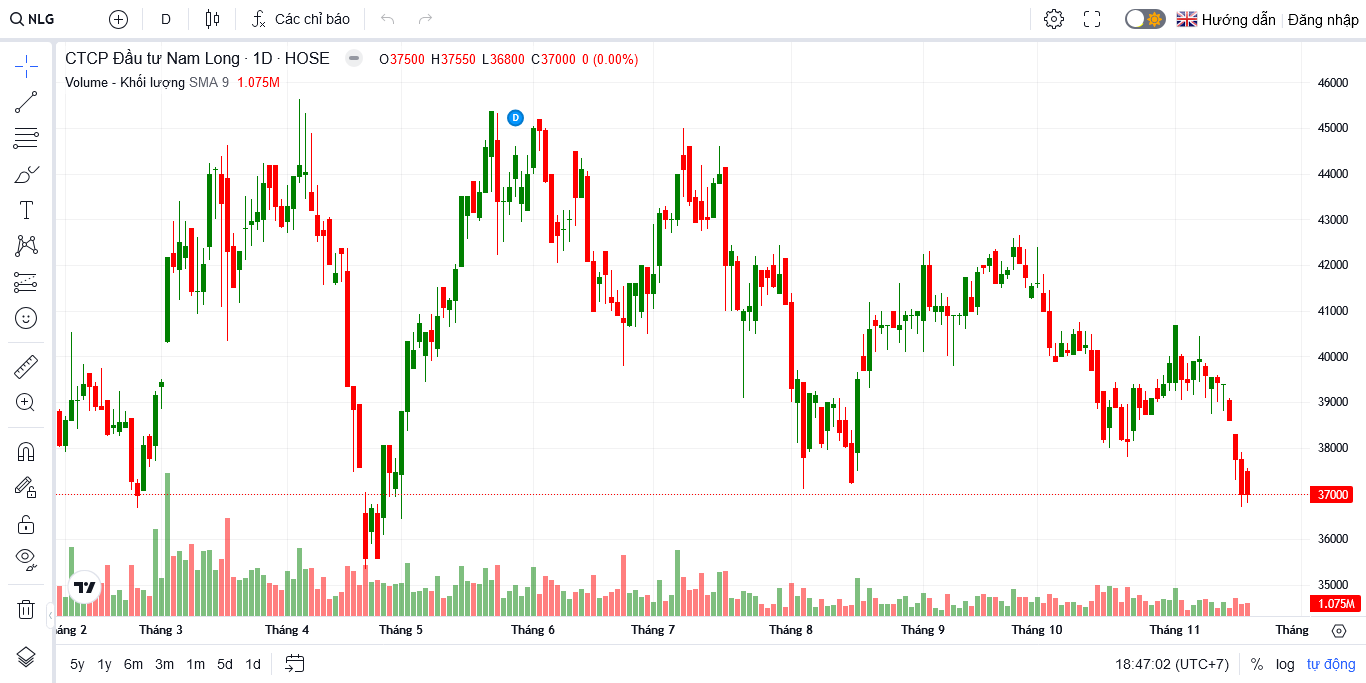 NLG D Các chỉ báo Hướng dẫn Đăng nhập
CTCP Đầu tư Nam Long · 1D · HOSE O37500 H37550 L36800 C37000 0 (0.00%)
Volume - Khối lượng SMA 9 1.075M
D
46000
45000
44000
43000
42000
41000
40000
39000
38000
37000
36000
35000
1.075M
áng 2 Tháng 3 Tháng 4 Tháng 5 Tháng 6 Tháng 7 Tháng 8 Tháng 9 Tháng 10 Tháng 11 Tháng
5y 1y 6m 3m 1m 5d 1d 18:47:02 (UTC+7) % log tự động